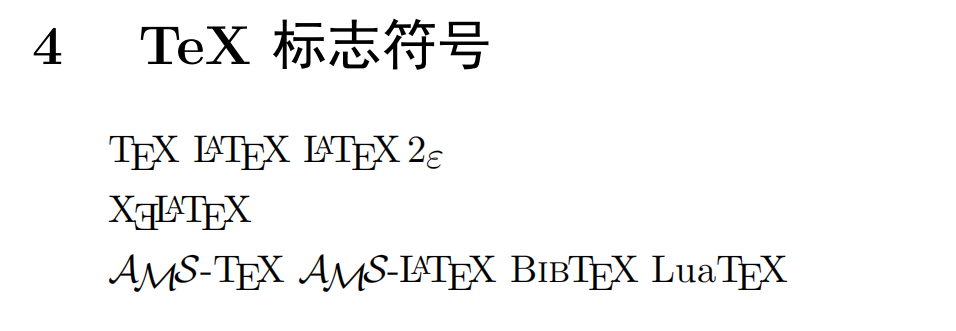 4 TeX 标志符号
TEX LATEX LATEX 2ε
XƎLATEX
AMS-TEX AMS-LATEX BIBTEX LuaTEX